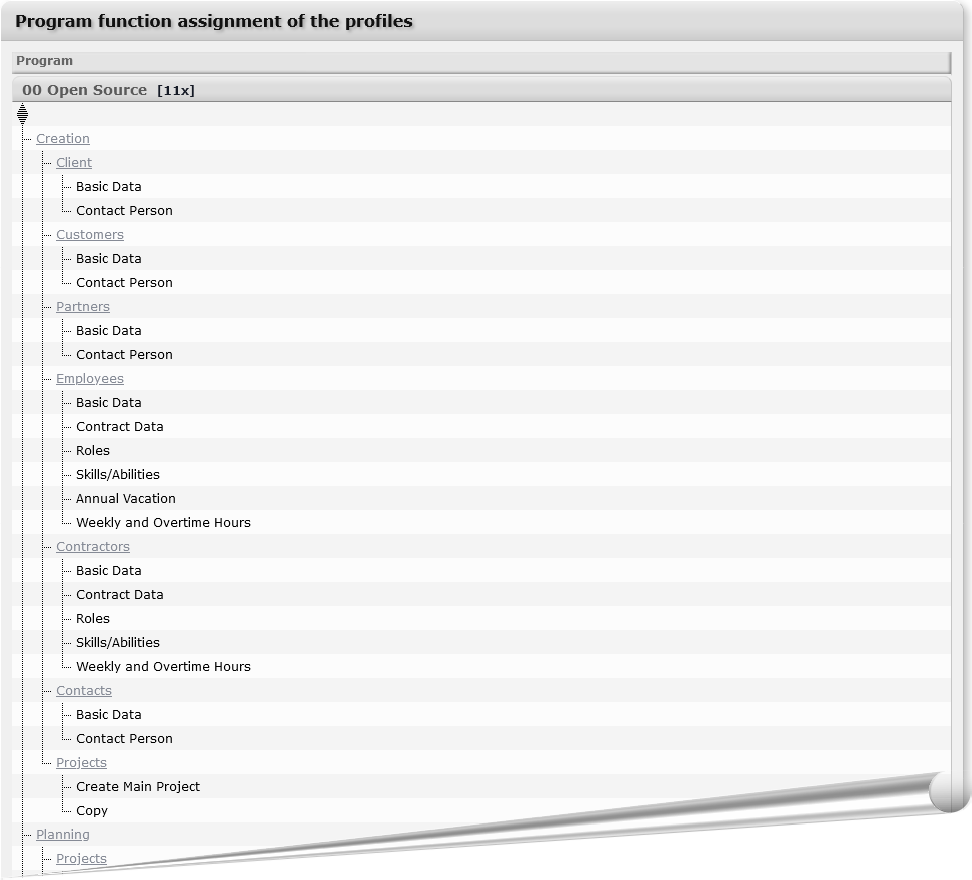 Program function assignment of the profiles
Program
00 Open Source [11x]
Creation
Client
Basic Data
Contact Person
Customers
Basic Data
Contact Person
Partners
Basic Data
Contact Person
Employees
Basic Data
Contract Data
Roles
Skills/Abilities
Annual Vacation
Weekly and Overtime Hours
Contractors
Basic Data
Contract Data
Roles
Skills/Abilities
Weekly and Overtime Hours
Contacts
Basic Data
Contact Person
Projects
Create Main Project
Copy
Planning
Projects